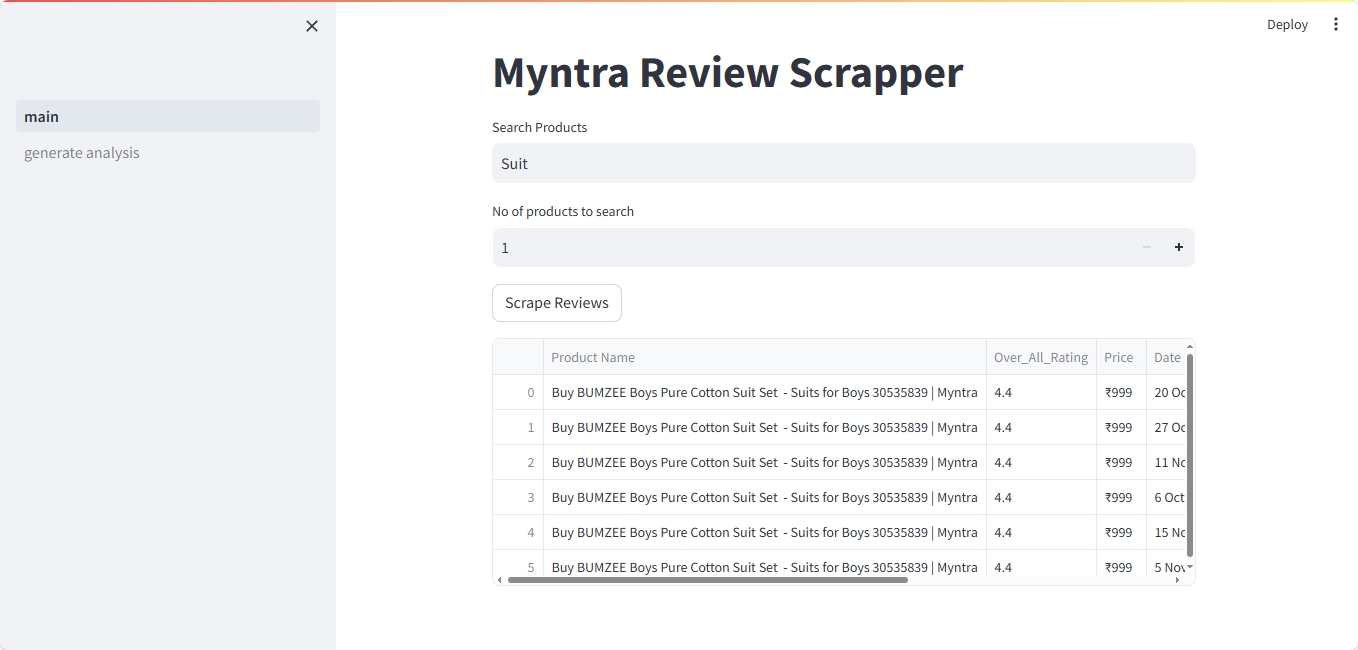 Deploy
main
generate analysis
Myntra Review Scrapper
Search Products
Suit
No of products to search
1
Scrape Reviews
Product Name Over_All_Rating Price Date
0 Buy BUMZEE Boys Pure Cotton Suit Set - Suits for Boys 30535839 | Myntra 4.4 ₹999 20 Oc
1 Buy BUMZEE Boys Pure Cotton Suit Set - Suits for Boys 30535839 | Myntra 4.4 ₹999 27 Oc
2 Buy BUMZEE Boys Pure Cotton Suit Set - Suits for Boys 30535839 | Myntra 4.4 ₹999 11 No
3 Buy BUMZEE Boys Pure Cotton Suit Set - Suits for Boys 30535839 | Myntra 4.4 ₹999 6 Oct
4 Buy BUMZEE Boys Pure Cotton Suit Set - Suits for Boys 30535839 | Myntra 4.4 ₹999 15 No
5 Buy BUMZEE Boys Pure Cotton Suit Set - Suits for Boys 30535839 | Myntra 4.4 ₹999 5 Nov